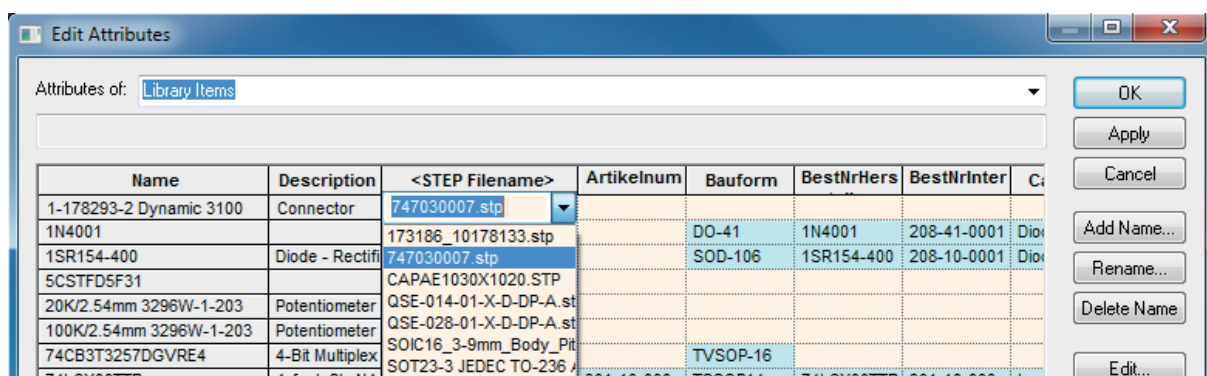 Edit Attributes
Attributes of: Library Items
OK
Apply
Cancel
Add Name...
Rename...
Delete Name
Edit...
Name Description <STEP Filename> Artikelnum Bauform BestNrHers BestNrInter
1-178293-2 Dynamic 3100 Connector 747030007.stp
1N4001 173186_10178133.stp DO-41 1N4001 208-41-0001
1SR154-400 Diode - Rectifi 747030007.stp SOD-106 1SR154-400 208-10-0001
5CSTFD5F31 CAPAE1030X1020.STP
20K/2.54mm 3296W-1-203 Potentiometer QSE-014-01-X-D-DP-A.st
100K/2.54mm 3296W-1-203 Potentiometer QSE-028-01-X-D-DP-A.st
74CB3T3257DGVRE4 4-Bit Multiplex SOIC16_3-9mm_Body_Pit TVSOP-16
SOT23-3 JEDEC TO-236